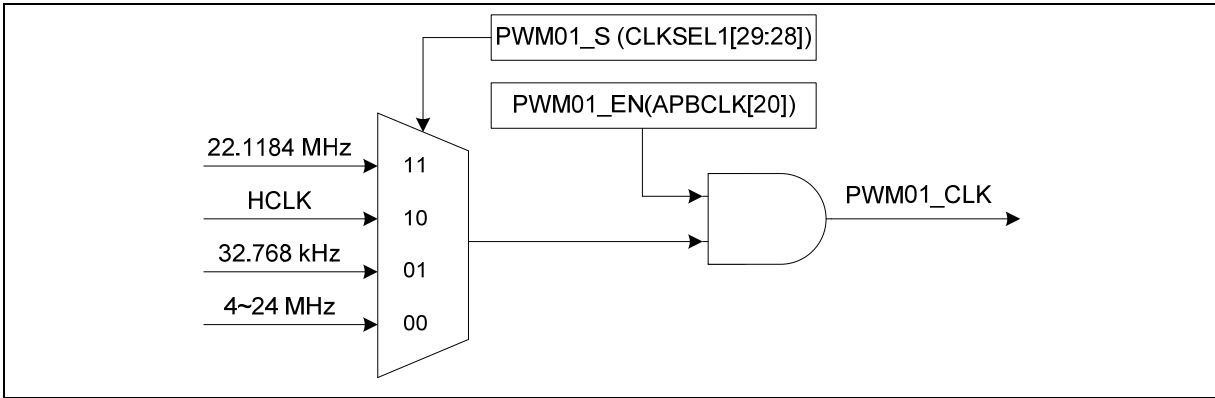 PWM01_S (CLKSEL1[29:28])
PWM01_EN(APBCLK[20])
22.1184 MHz
11
HCLK
10
PWM01_CLK
32.768 kHz
01
4~24 MHz
00